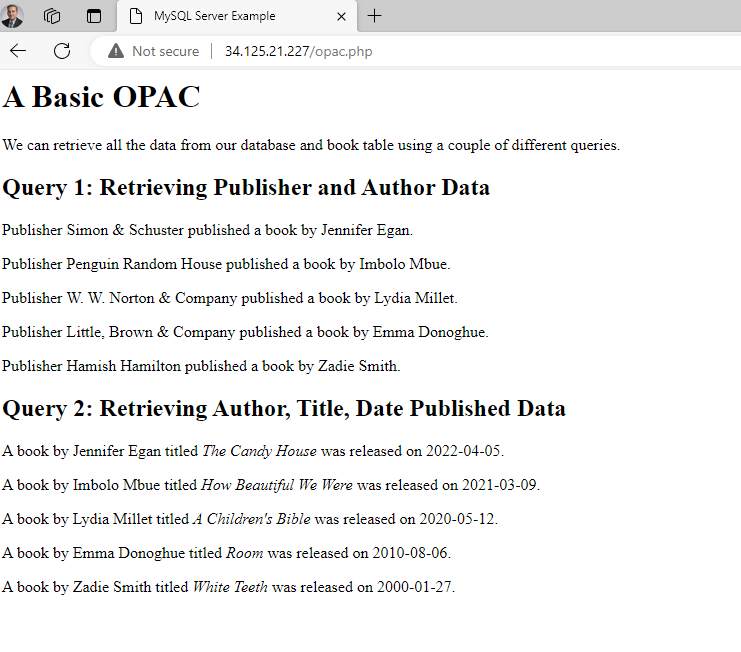 MySQL Server Example
Not secure | 34.125.21.227/opac.php
A Basic OPAC
We can retrieve all the data from our database and book table using a couple of different queries.
Query 1: Retrieving Publisher and Author Data
Publisher Simon & Schuster published a book by Jennifer Egan.
Publisher Penguin Random House published a book by Imbolo Mbue.
Publisher W. W. Norton & Company published a book by Lydia Millet.
Publisher Little, Brown & Company published a book by Emma Donoghue.
Publisher Hamish Hamilton published a book by Zadie Smith.
Query 2: Retrieving Author, Title, Date Published Data
A book by Jennifer Egan titled The Candy House was released on 2022-04-05.
A book by Imbolo Mbue titled How Beautiful We Were was released on 2021-03-09.
A book by Lydia Millet titled A Children's Bible was released on 2020-05-12.
A book by Emma Donoghue titled Room was released on 2010-08-06.
A book by Zadie Smith titled White Teeth was released on 2000-01-27.